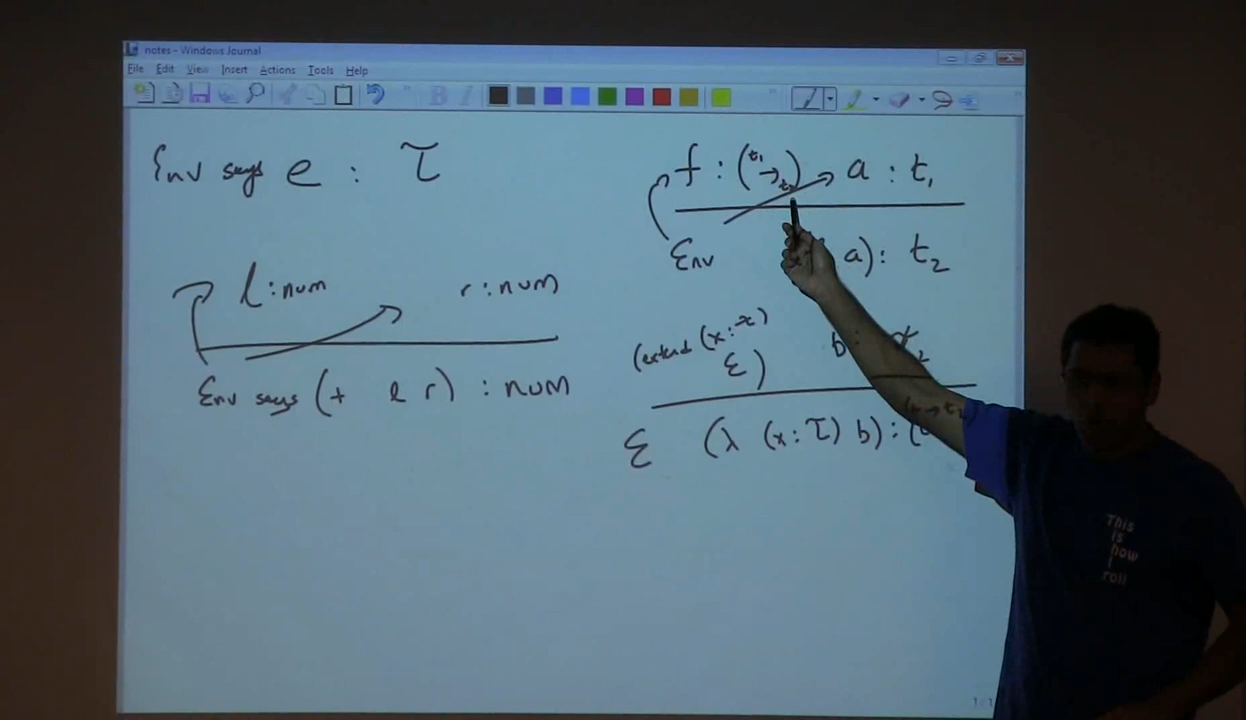 notes - Windows Journal
File Edit View Insert Actions Tools Help
Env says e : τ
l : num r : num
Env says (+ l r) : num
f : (t₁ → t₂) a : t₁
Env a) : t₂
(extend (x : τ) b :
ε)
ε (λ (x : τ) b) : (
This
is
how
I
roll